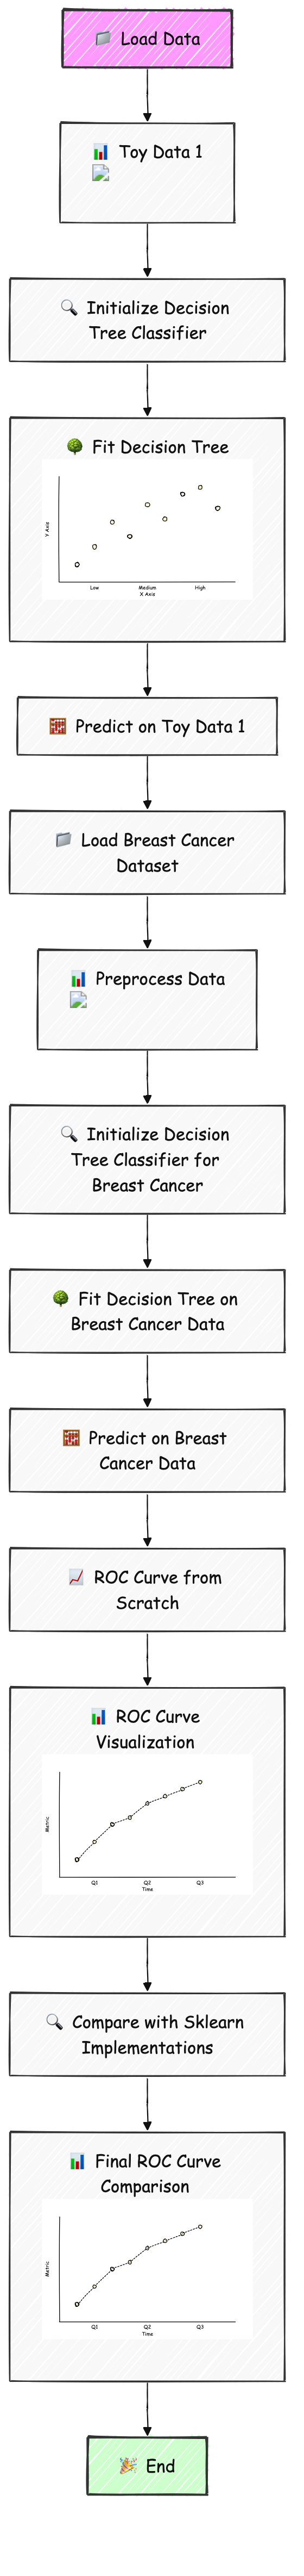 Load Data
Toy Data 1
Initialize Decision
Tree Classifier
Fit Decision Tree
Y Axis
Low Medium High
X Axis
Predict on Toy Data 1
Load Breast Cancer
Dataset
Preprocess Data
Initialize Decision
Tree Classifier for
Breast Cancer
Fit Decision Tree on
Breast Cancer Data
Predict on Breast
Cancer Data
ROC Curve from
Scratch
ROC Curve
Visualization
Metric
Q1 Q2 Q3
Time
Compare with Sklearn
Implementations
Final ROC Curve
Comparison
Metric
Q1 Q2 Q3
Time
End